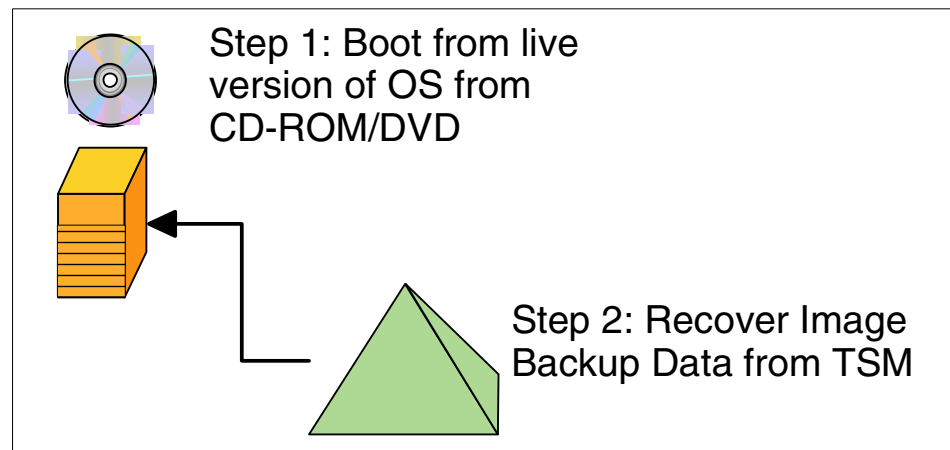 Step 1: Boot from live
version of OS from
CD-ROM/DVD
Step 2: Recover Image
Backup Data from TSM